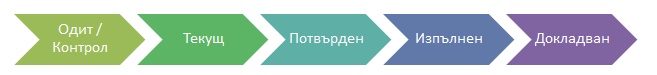 Одит /
Контрол
Текущ
Потвърден
Изпълнен
Докладван